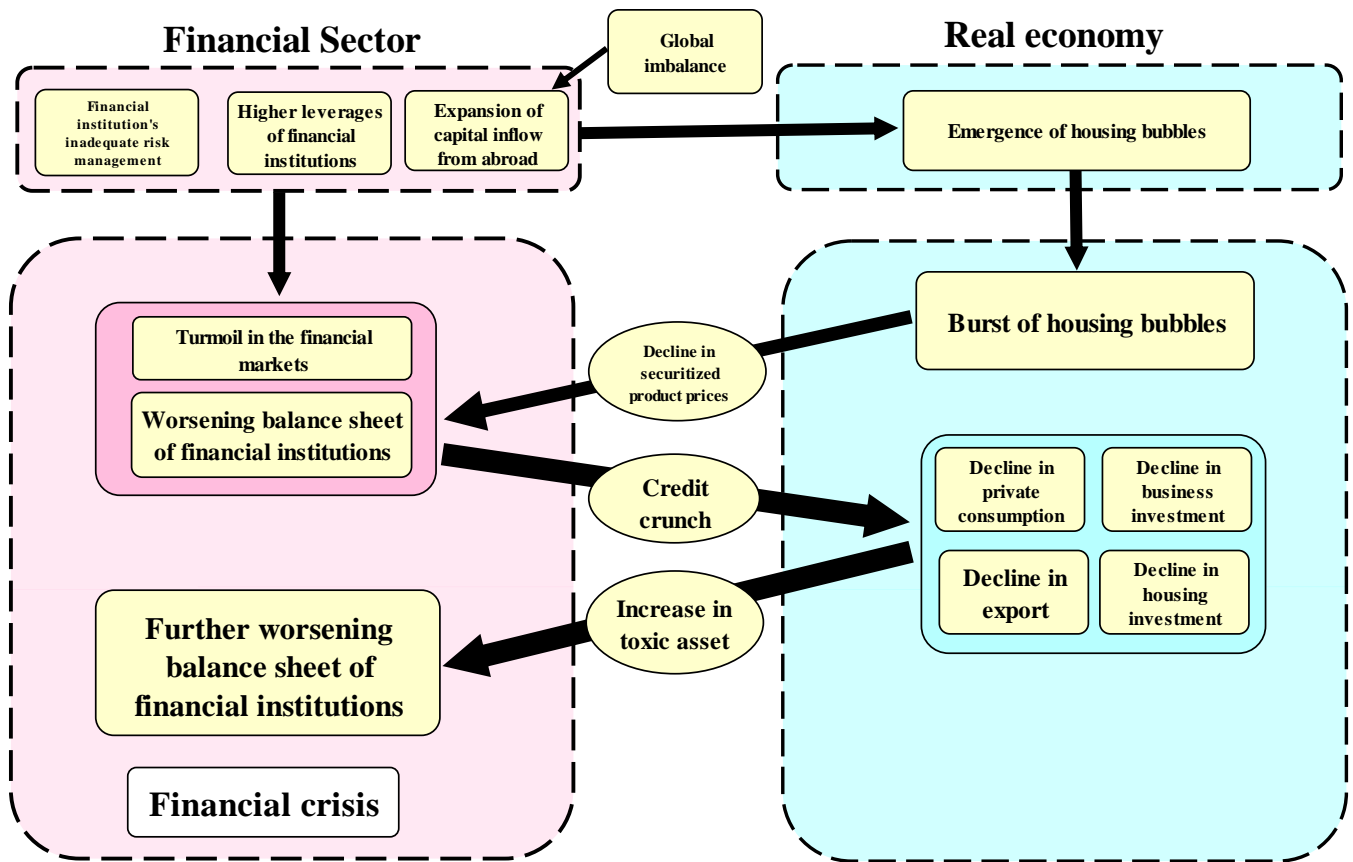 Financial Sector
Global
imbalance
Real economy
Financial
institution's
inadequate risk
management
Higher leverages
of financial
institutions
Expansion of
capital inflow
from abroad
Emergence of housing bubbles
Turmoil in the financial
markets
Worsening balance sheet
of financial institutions
Decline in
securitized
product prices
Burst of housing bubbles
Credit
crunch
Decline in
private
consumption
Decline in
business
investment
Decline in
export
Decline in
housing
investment
Increase in
toxic asset
Further worsening
balance sheet of
financial institutions
Financial crisis